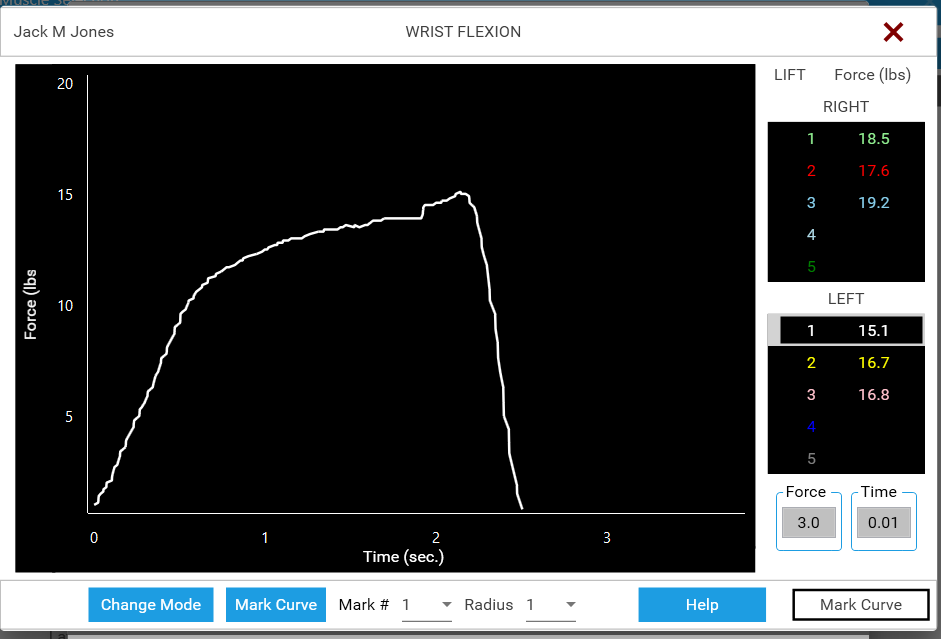 Jack M Jones
WRIST FLEXION
LIFT Force (lbs)
RIGHT
1 18.5
2 17.6
3 19.2
4
5
LEFT
1 15.1
2 16.7
3 16.8
4
5
Force
3.0
Time
0.01
20
15
10
5
Force (lbs
0 1 2 3
Time (sec.)
Change Mode
Mark Curve
Mark # 1
Radius 1
Help
Mark Curve